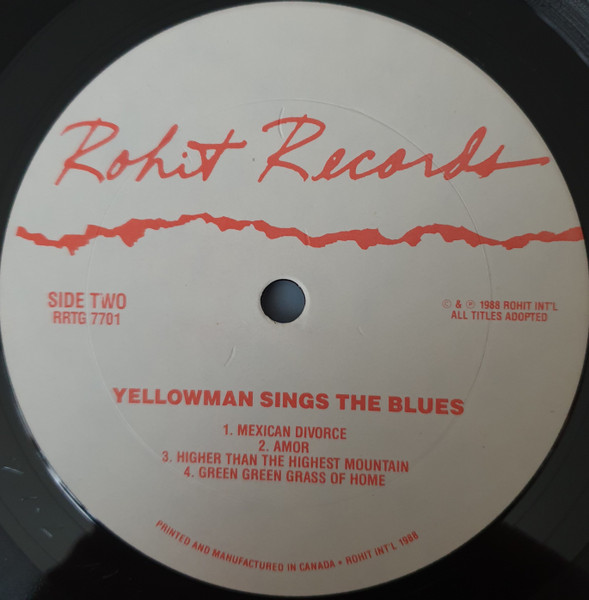 Rohit Records
SIDE TWO
RRTG 7701
© & ℗ 1988 ROHIT INT'L
ALL TITLES ADOPTED
YELLOWMAN SINGS THE BLUES
1. MEXICAN DIVORCE
2. AMOR
3. HIGHER THAN THE HIGHEST MOUNTAIN
4. GREEN GREEN GRASS OF HOME
PRINTED AND MANUFACTURED IN CANADA • ROHIT INT'L 1988